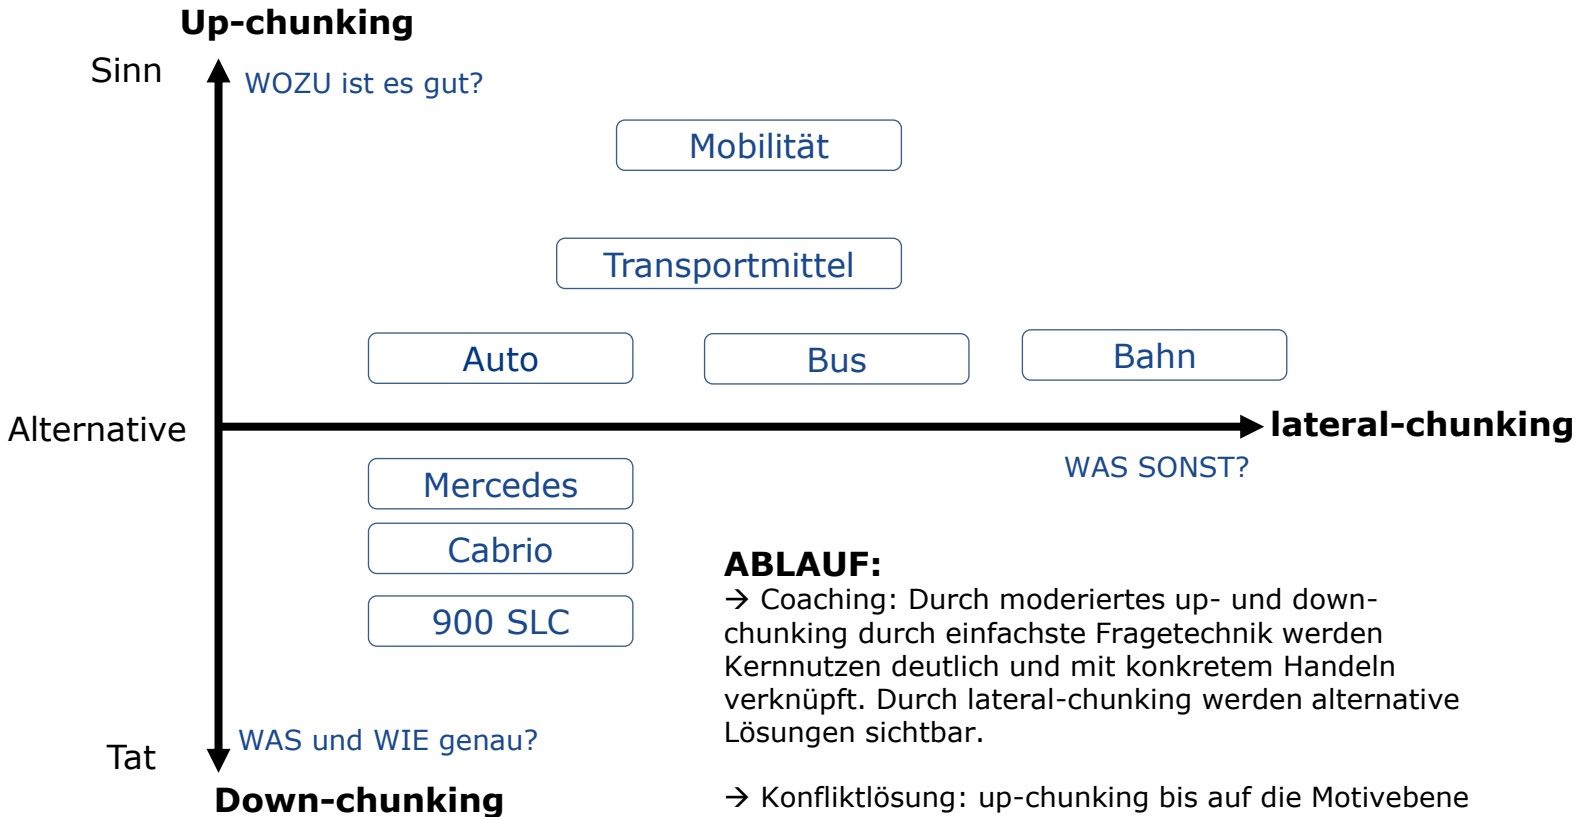 Up-chunking
Sinn
WOZU ist es gut?
Mobilität
Transportmittel
Auto
Bus
Bahn
Alternative
lateral-chunking
WAS SONST?
Mercedes
Cabrio
900 SLC
ABLAUF:
→ Coaching: Durch moderiertes up- und down-
chunking durch einfachste Fragetechnik werden
Kernnutzen deutlich und mit konkretem Handeln
verknüpft. Durch lateral-chunking werden alternative
Lösungen sichtbar.
WAS und WIE genau?
Tat
Down-chunking
→ Konfliktlösung: up-chunking bis auf die Motivebene